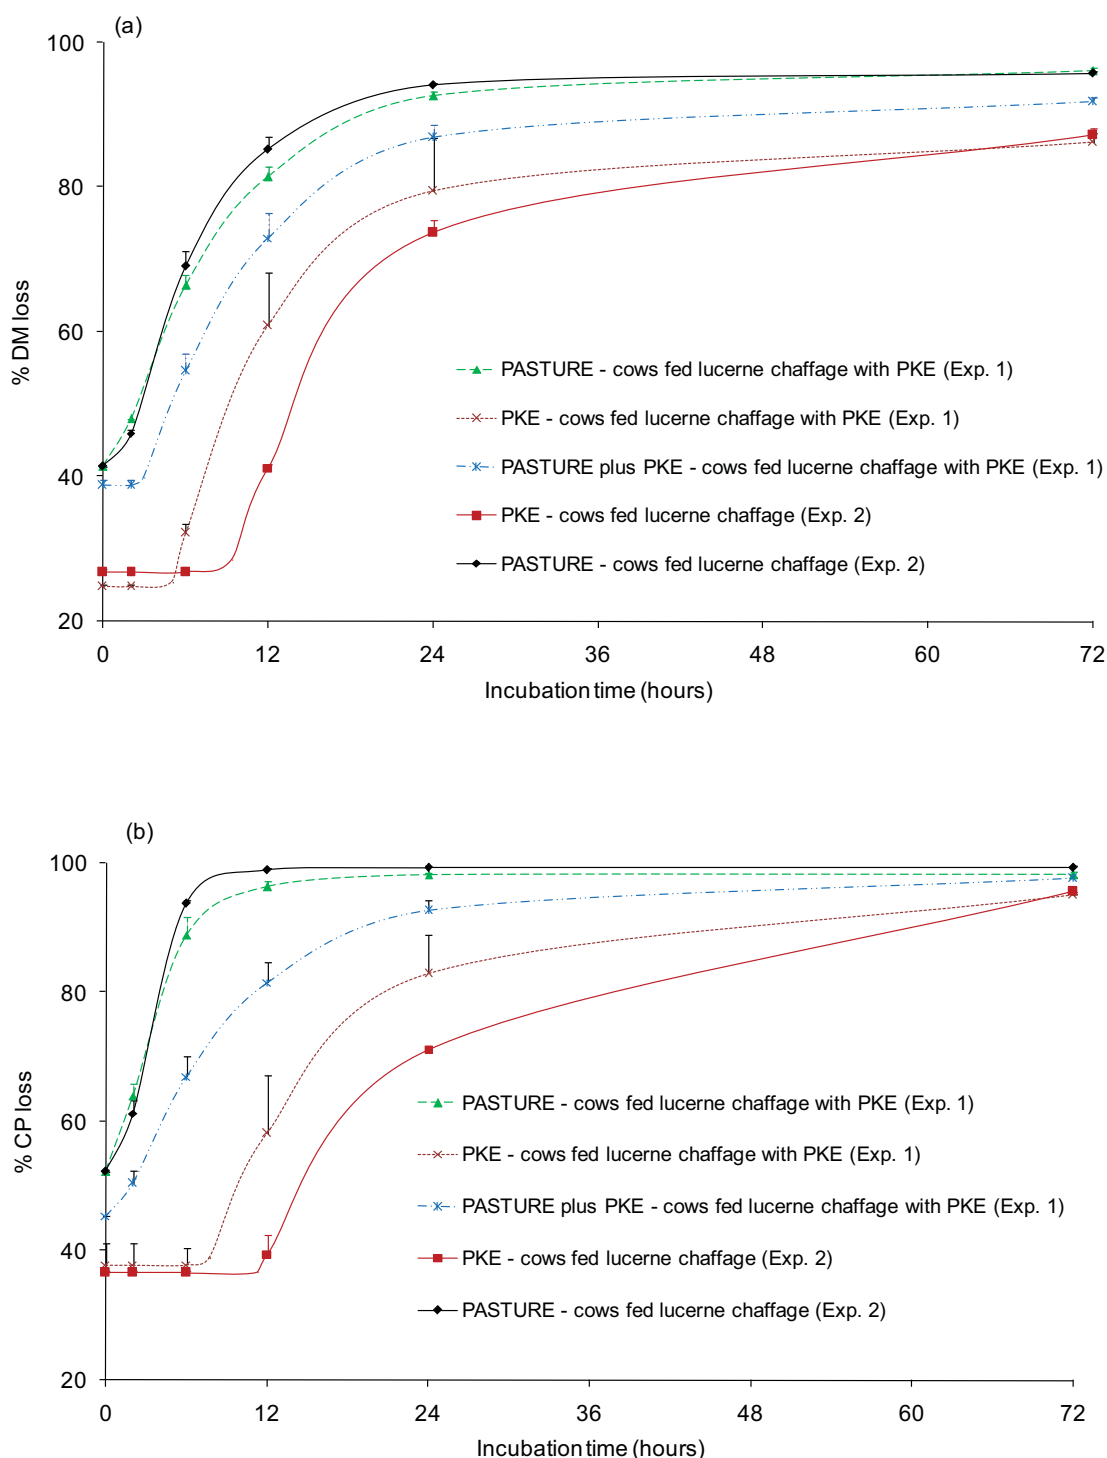 (a)
100
80
60
40
20
% DM loss
PASTURE - cows fed lucerne chaffage with PKE (Exp. 1)
PKE - cows fed lucerne chaffage with PKE (Exp. 1)
PASTURE plus PKE - cows fed lucerne chaffage with PKE (Exp. 1)
PKE - cows fed lucerne chaffage (Exp. 2)
PASTURE - cows fed lucerne chaffage (Exp. 2)
0 12 24 36 48 60 72
Incubation time (hours)
(b)
100
80
60
40
20
% CP loss
PASTURE - cows fed lucerne chaffage with PKE (Exp. 1)
PKE - cows fed lucerne chaffage with PKE (Exp. 1)
PASTURE plus PKE - cows fed lucerne chaffage with PKE (Exp. 1)
PKE - cows fed lucerne chaffage (Exp. 2)
PASTURE - cows fed lucerne chaffage (Exp. 2)
0 12 24 36 48 60 72
Incubation time (hours)